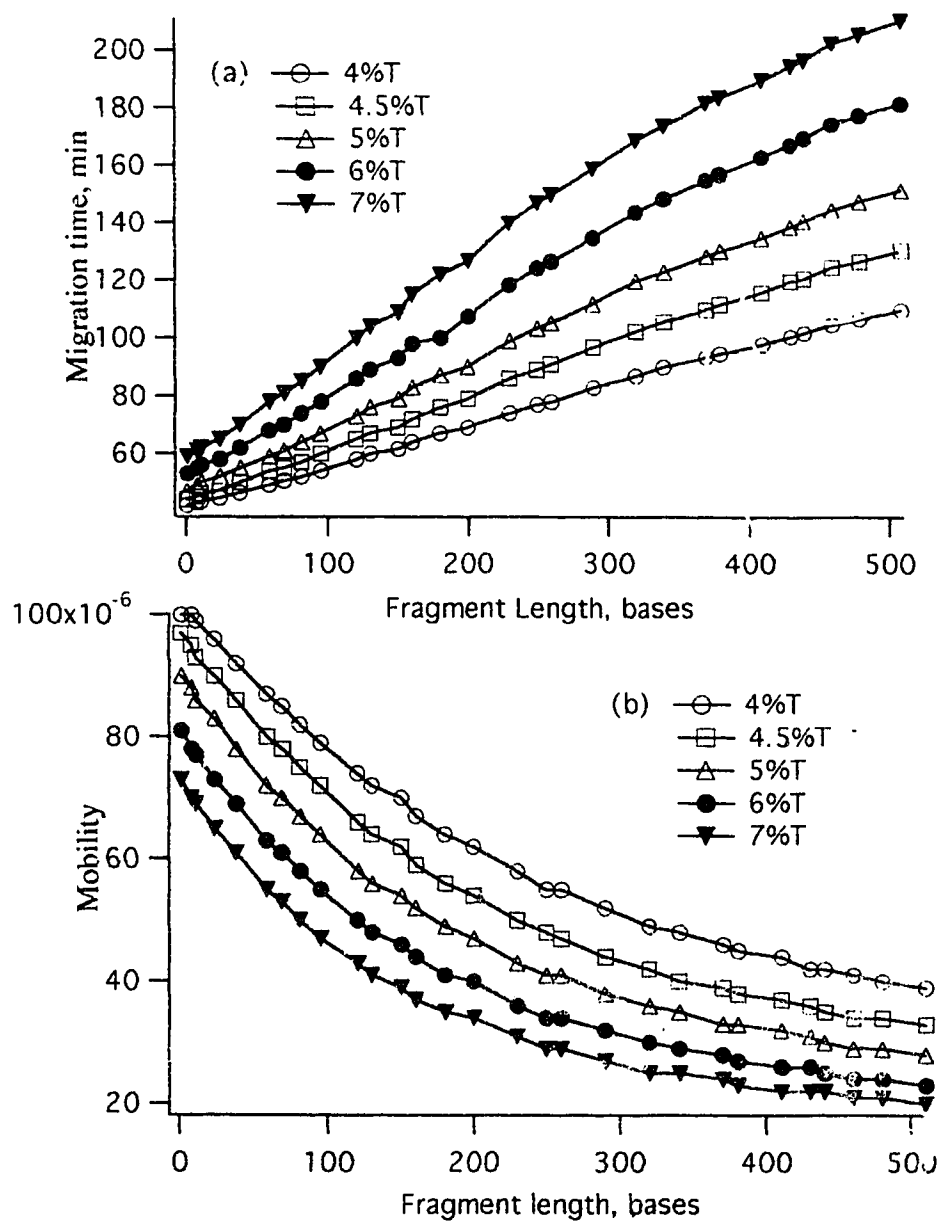 200
180
160
140
120
100
80
60
Migration time, min
(a)
4%T
4.5%T
5%T
6%T
7%T
0 100 200 300 400 500
Fragment Length, bases
100x10⁻⁶
80
60
40
20
Mobility
(b)
4%T
4.5%T
5%T
6%T
7%T
0 100 200 300 400 500
Fragment length, bases